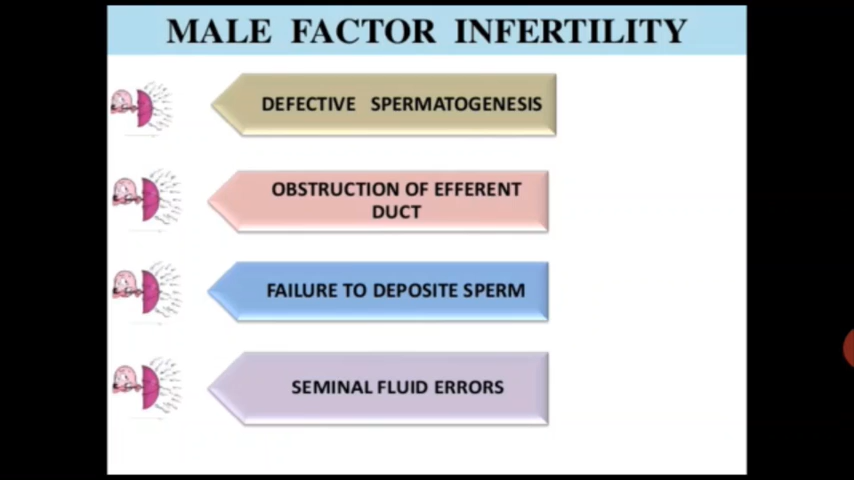 MALE FACTOR INFERTILITY
DEFECTIVE SPERMATOGENESIS
OBSTRUCTION OF EFFERENT
DUCT
FAILURE TO DEPOSITE SPERM
SEMINAL FLUID ERRORS